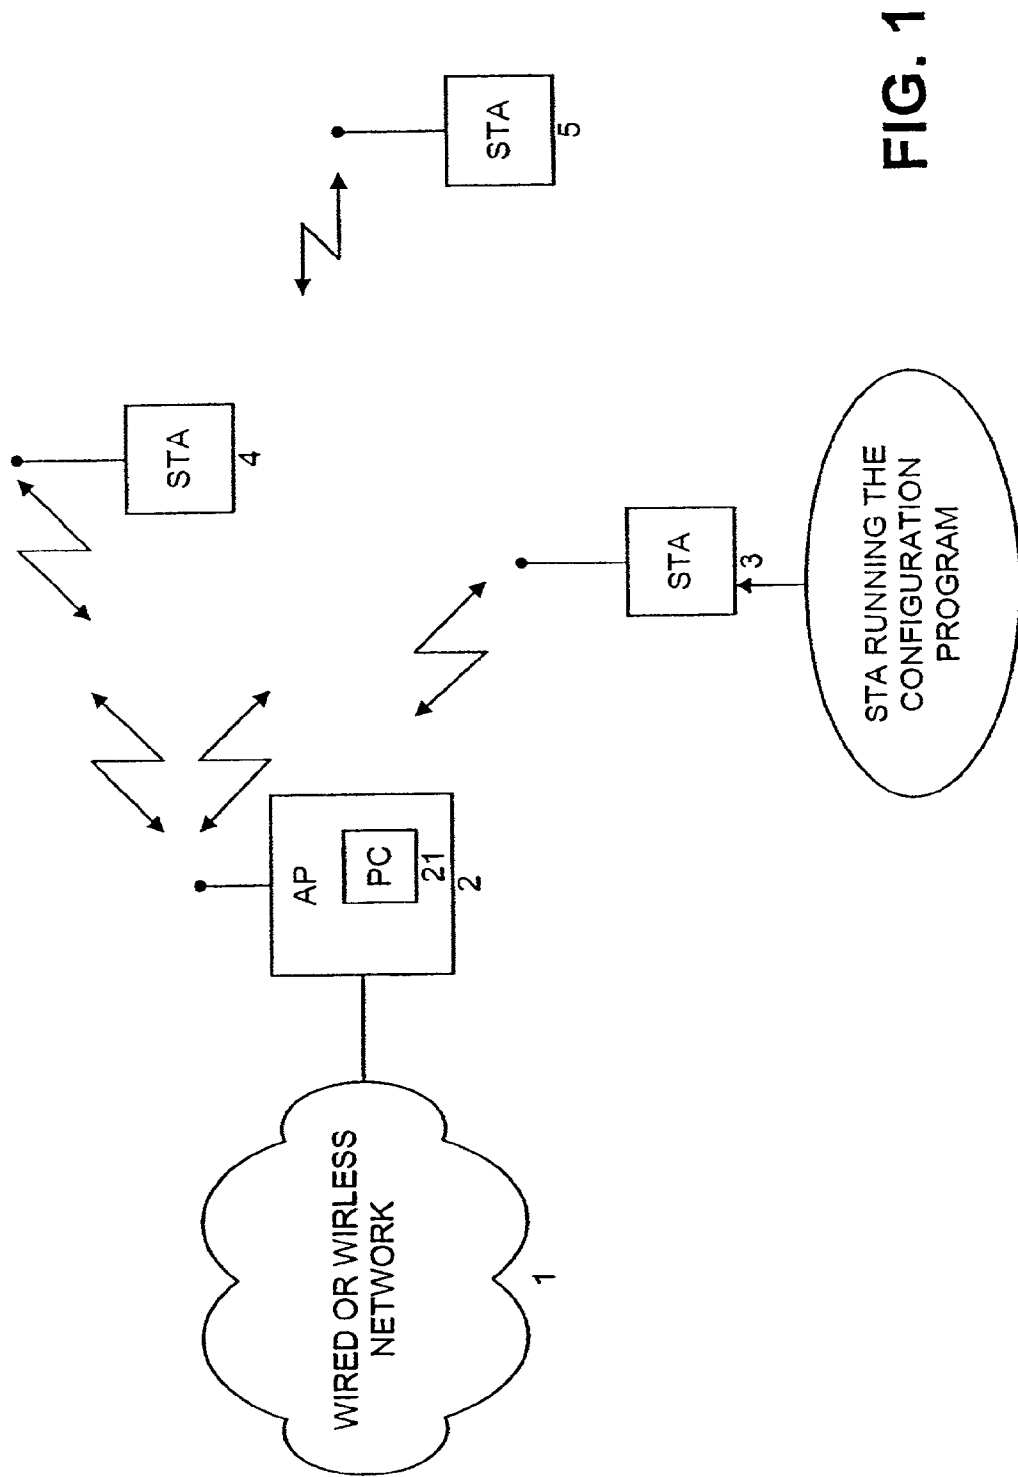 WIRED OR WIRLESS
NETWORK
1
AP
PC
21
2
STA
4
STA
3
STA RUNNING THE
CONFIGURATION
PROGRAM
STA
5
FIG. 1